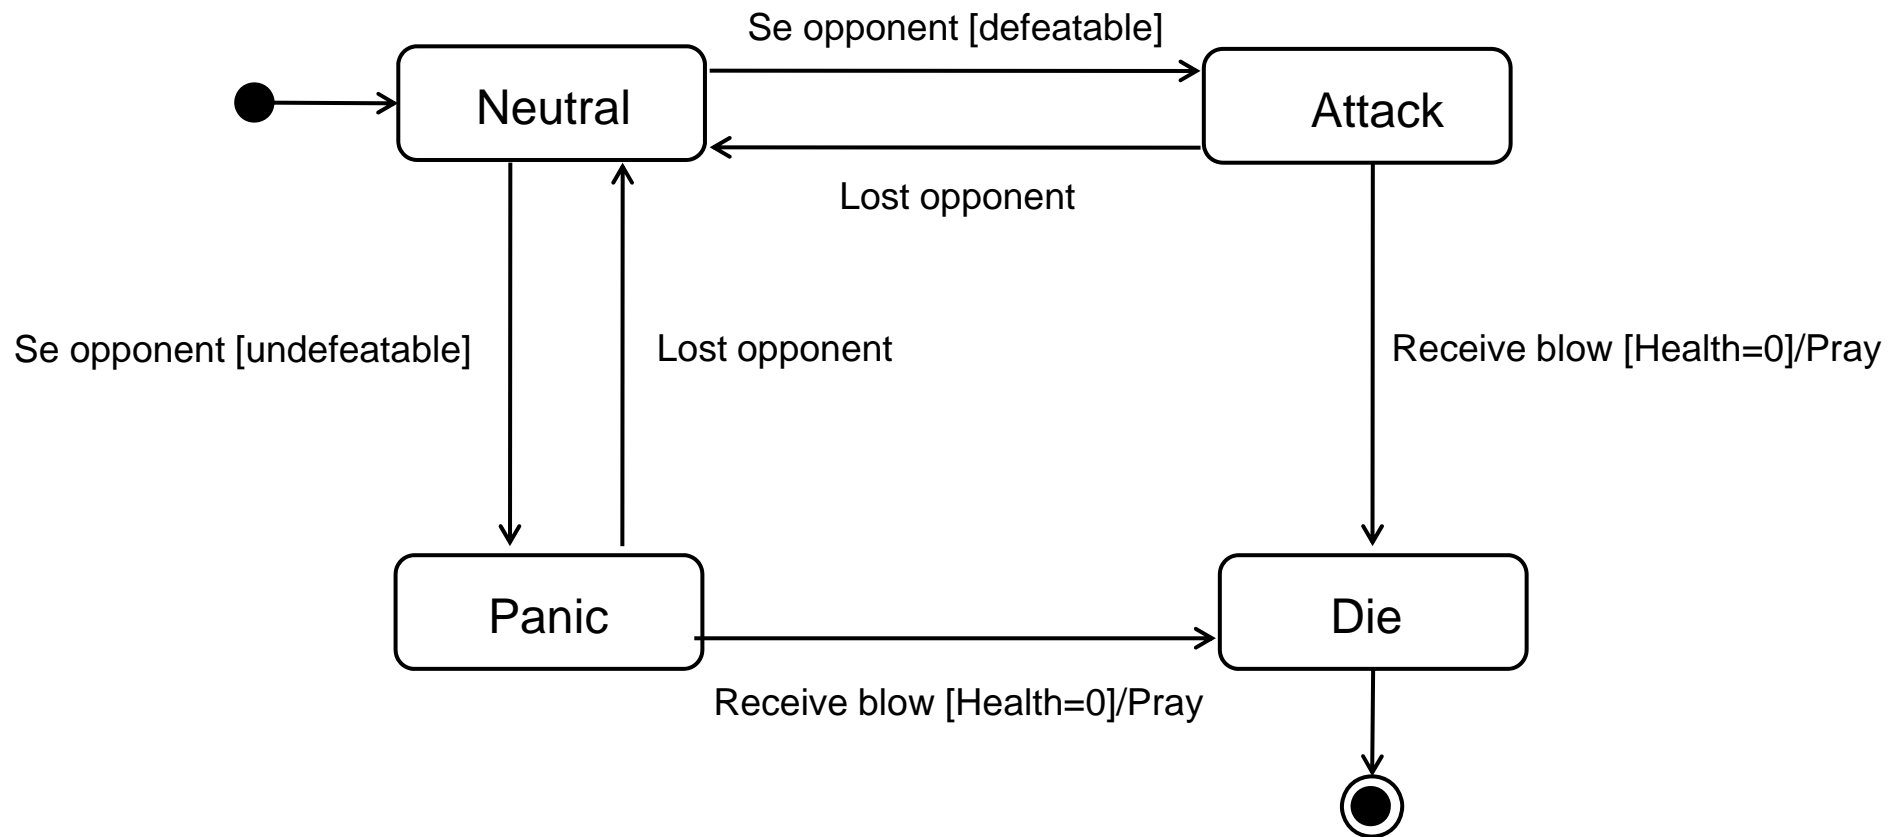 Se opponent [defeatable]
Neutral
Attack
Lost opponent
Se opponent [undefeatable]
Lost opponent
Receive blow [Health=0]/Pray
Panic
Die
Receive blow [Health=0]/Pray